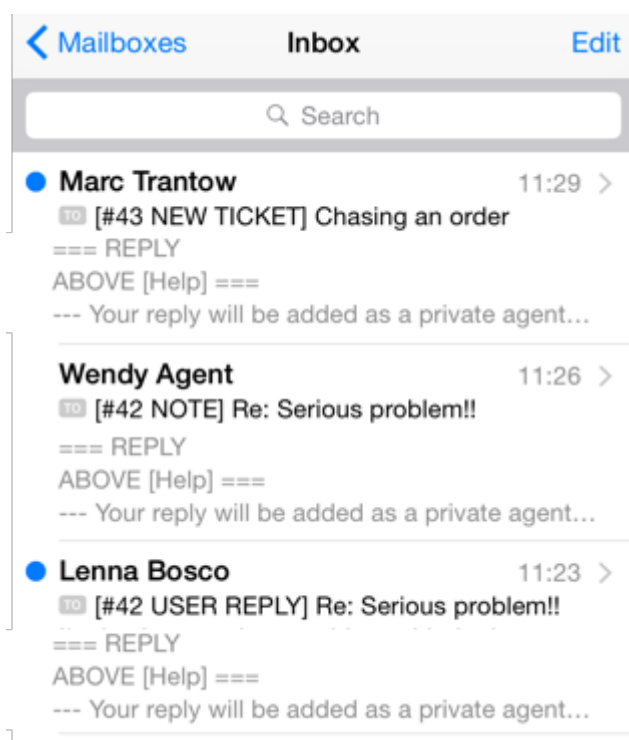 Mailboxes Inbox Edit
Search
Marc Trantow 11:29
TO [#43 NEW TICKET] Chasing an order
=== REPLY
ABOVE [Help] ===
--- Your reply will be added as a private agent...
Wendy Agent 11:26
TO [#42 NOTE] Re: Serious problem!!
=== REPLY
ABOVE [Help] ===
--- Your reply will be added as a private agent...
Lenna Bosco 11:23
TO [#42 USER REPLY] Re: Serious problem!!
=== REPLY
ABOVE [Help] ===
--- Your reply will be added as a private agent...